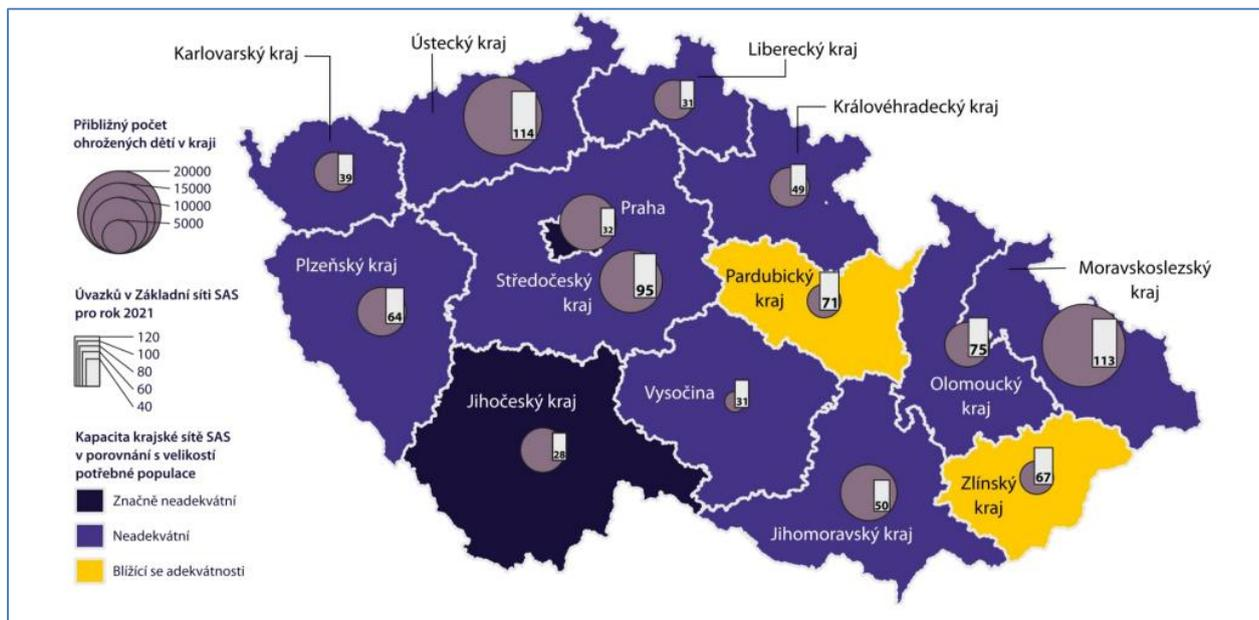 Karlovarský kraj
Ústecký kraj
Liberecký kraj
Královéhradecký kraj
Přibližný počet
ohrožených dětí v kraji
20000
15000
10000
5000
114
31
39
49
Praha
32
Plzeňský kraj
64
Středočeský
kraj
95
Pardubický
kraj
71
Moravskoslezský
kraj
113
75
Olomoucký
kraj
Úvazků v Základní síti SAS
pro rok 2021
120
100
80
60
40
Vysočina
31
Jihočeský kraj
28
Zlínský
kraj
67
50
Jihomoravský kraj
Kapacita krajské sítě SAS
v porovnání s velikostí
potřebné populace
Značně neadekvátní
Neadekvátní
Blížící se adekvátnosti